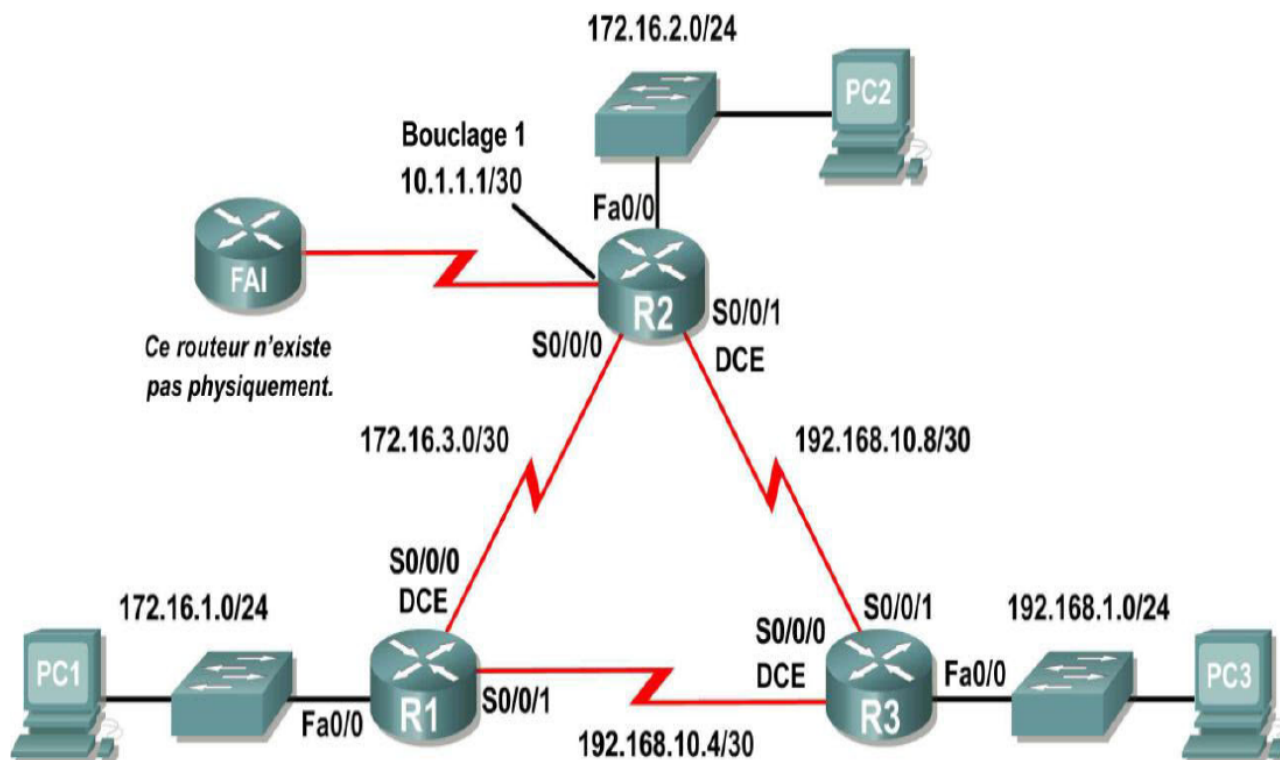 172.16.2.0/24
PC2
Bouclage 1
10.1.1.1/30
Fa0/0
FAI
R2
S0/0/1
DCE
S0/0/0
Ce routeur n'existe
pas physiquement.
172.16.3.0/30
192.168.10.8/30
S0/0/0
DCE
172.16.1.0/24
S0/0/1
192.168.1.0/24
S0/0/0
DCE
PC1
R1
S0/0/1
Fa0/0
R3
Fa0/0
PC3
192.168.10.4/30